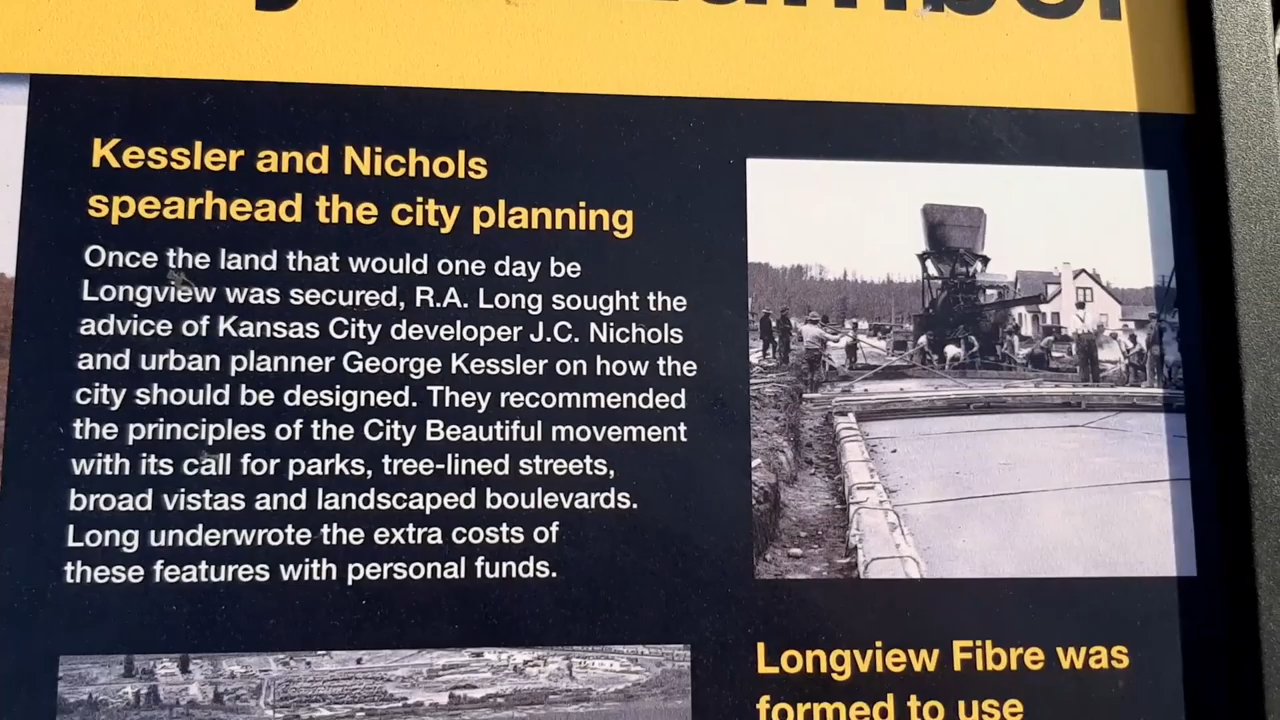 Kessler and Nichols
spearhead the city planning
Once the land that would one day be
Longview was secured, R.A. Long sought the
advice of Kansas City developer J.C. Nichols
and urban planner George Kessler on how the
city should be designed. They recommended
the principles of the City Beautiful movement
with its call for parks, tree-lined streets,
broad vistas and landscaped boulevards.
Long underwrote the extra costs of
these features with personal funds.
Longview Fibre was
formed to use